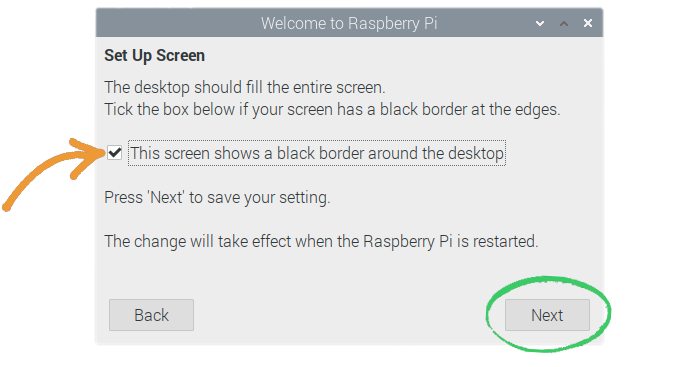 Welcome to Raspberry Pi
Set Up Screen
The desktop should fill the entire screen.
Tick the box below if your screen has a black border at the edges.
This screen shows a black border around the desktop
Press 'Next' to save your setting.
The change will take effect when the Raspberry Pi is restarted.
Back
Next